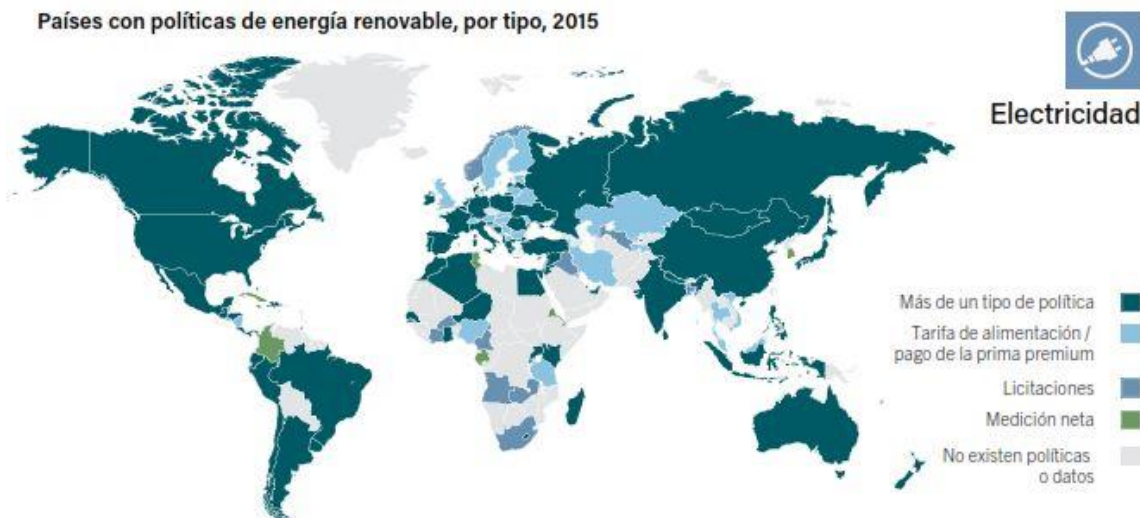 Países con políticas de energía renovable, por tipo, 2015
Electricidad
Más de un tipo de política
Tarifa de alimentación /
pago de la prima premium
Licitaciones
Medición neta
No existen políticas
o datos